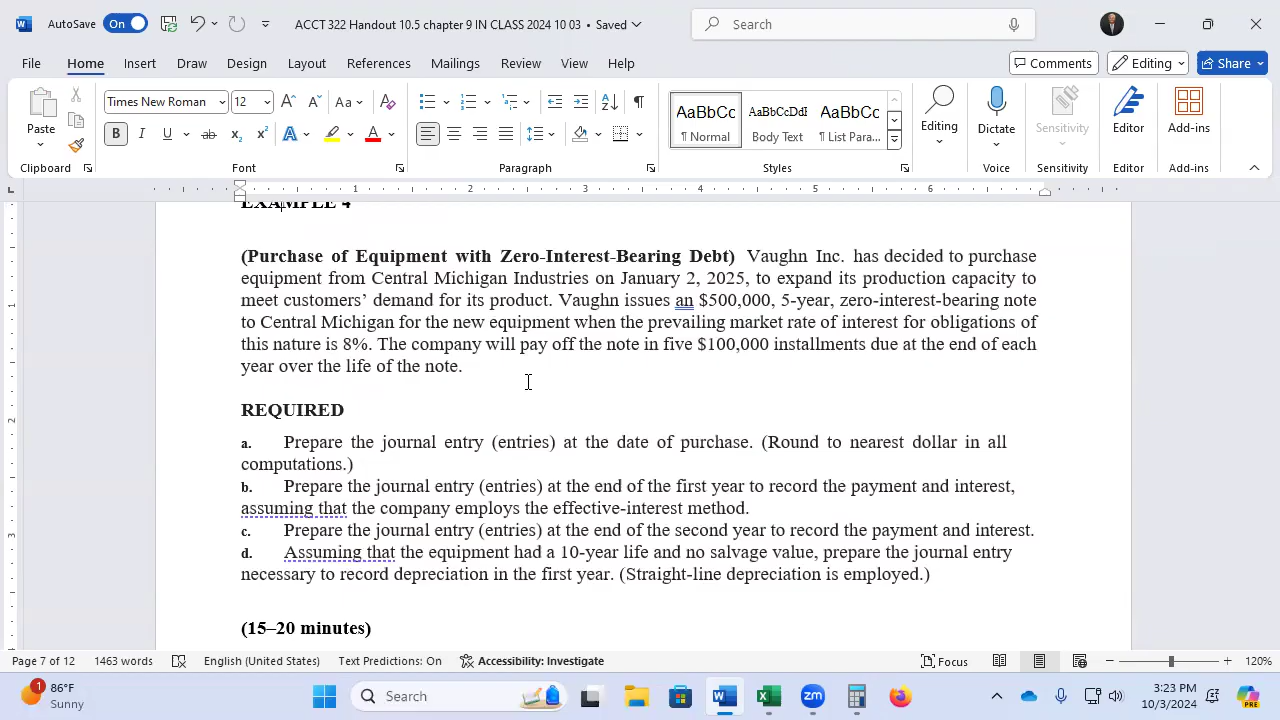 AutoSave On ACCT 322 Handout 10.5 chapter 9 IN CLASS 2024 10 03 • Saved Search
File Home Insert Draw Design Layout References Mailings Review View Help Comments Editing Share
Paste Times New Roman 12 Aa AaBbCc AaBbCcDdI AaBbCc Editing Dictate Sensitivity Editor Add-ins
B I U ab x2 x2 A A ¶ Normal Body Text ¶ List Para...
Clipboard Font Paragraph Styles Voice Sensitivity Editor Add-ins
1 2 3 4 5 6
EXAMPLE 4
(Purchase of Equipment with Zero-Interest-Bearing Debt) Vaughn Inc. has decided to purchase
equipment from Central Michigan Industries on January 2, 2025, to expand its production capacity to
meet customers’ demand for its product. Vaughn issues an $500,000, 5-year, zero-interest-bearing note
to Central Michigan for the new equipment when the prevailing market rate of interest for obligations of
this nature is 8%. The company will pay off the note in five $100,000 installments due at the end of each
year over the life of the note.
REQUIRED
a. Prepare the journal entry (entries) at the date of purchase. (Round to nearest dollar in all
computations.)
b. Prepare the journal entry (entries) at the end of the first year to record the payment and interest,
assuming that the company employs the effective-interest method.
c. Prepare the journal entry (entries) at the end of the second year to record the payment and interest.
d. Assuming that the equipment had a 10-year life and no salvage value, prepare the journal entry
necessary to record depreciation in the first year. (Straight-line depreciation is employed.)
(15–20 minutes)
Page 7 of 12 1463 words English (United States) Text Predictions: On Accessibility: Investigate Focus 120%
1 86°F Sunny Search 3:23 PM 10/3/2024